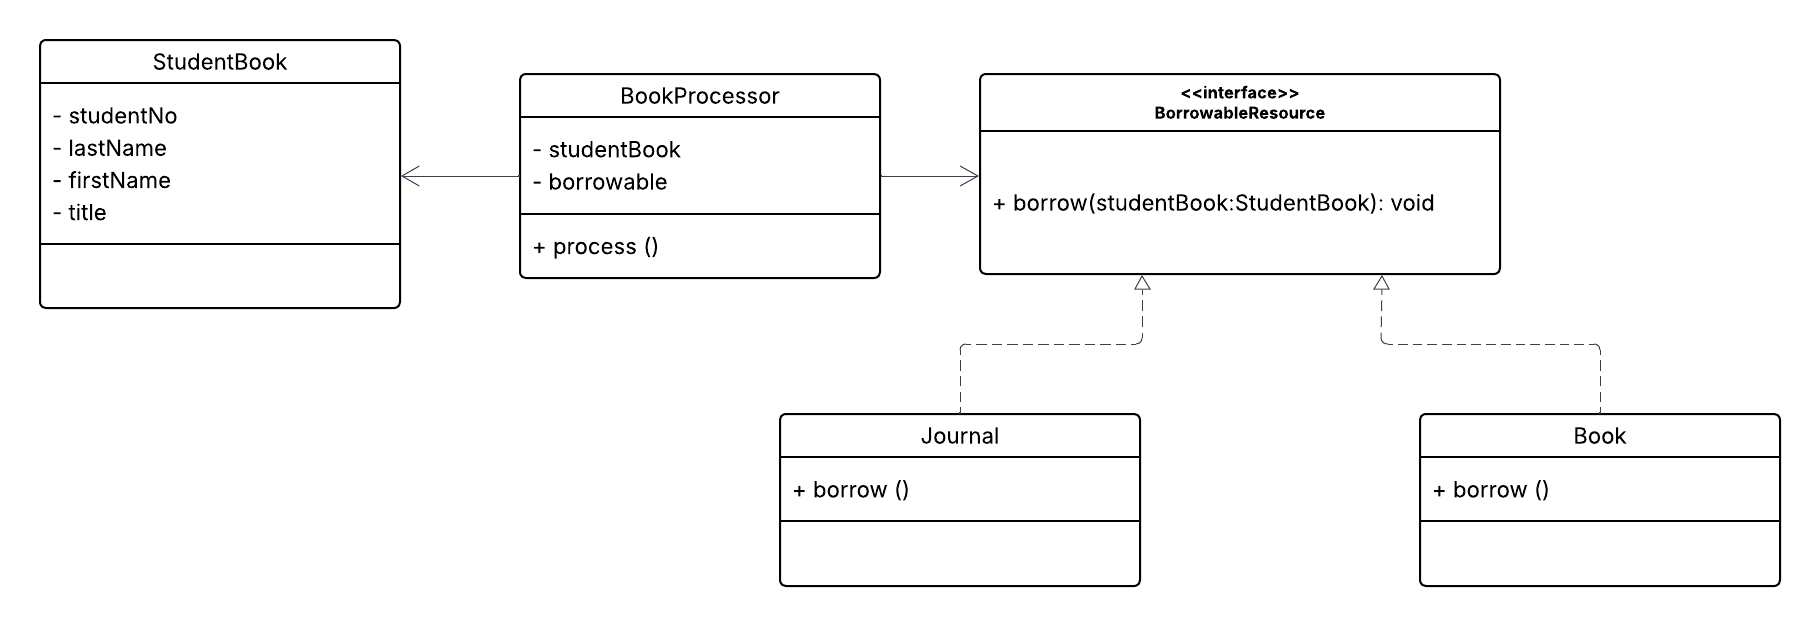 StudentBook
- studentNo
- lastName
- firstName
- title
BookProcessor
- studentBook
- borrowable
+ process ()
<<interface>>
BorrowableResource
+ borrow(studentBook:StudentBook): void
Journal
+ borrow ()
Book
+ borrow ()